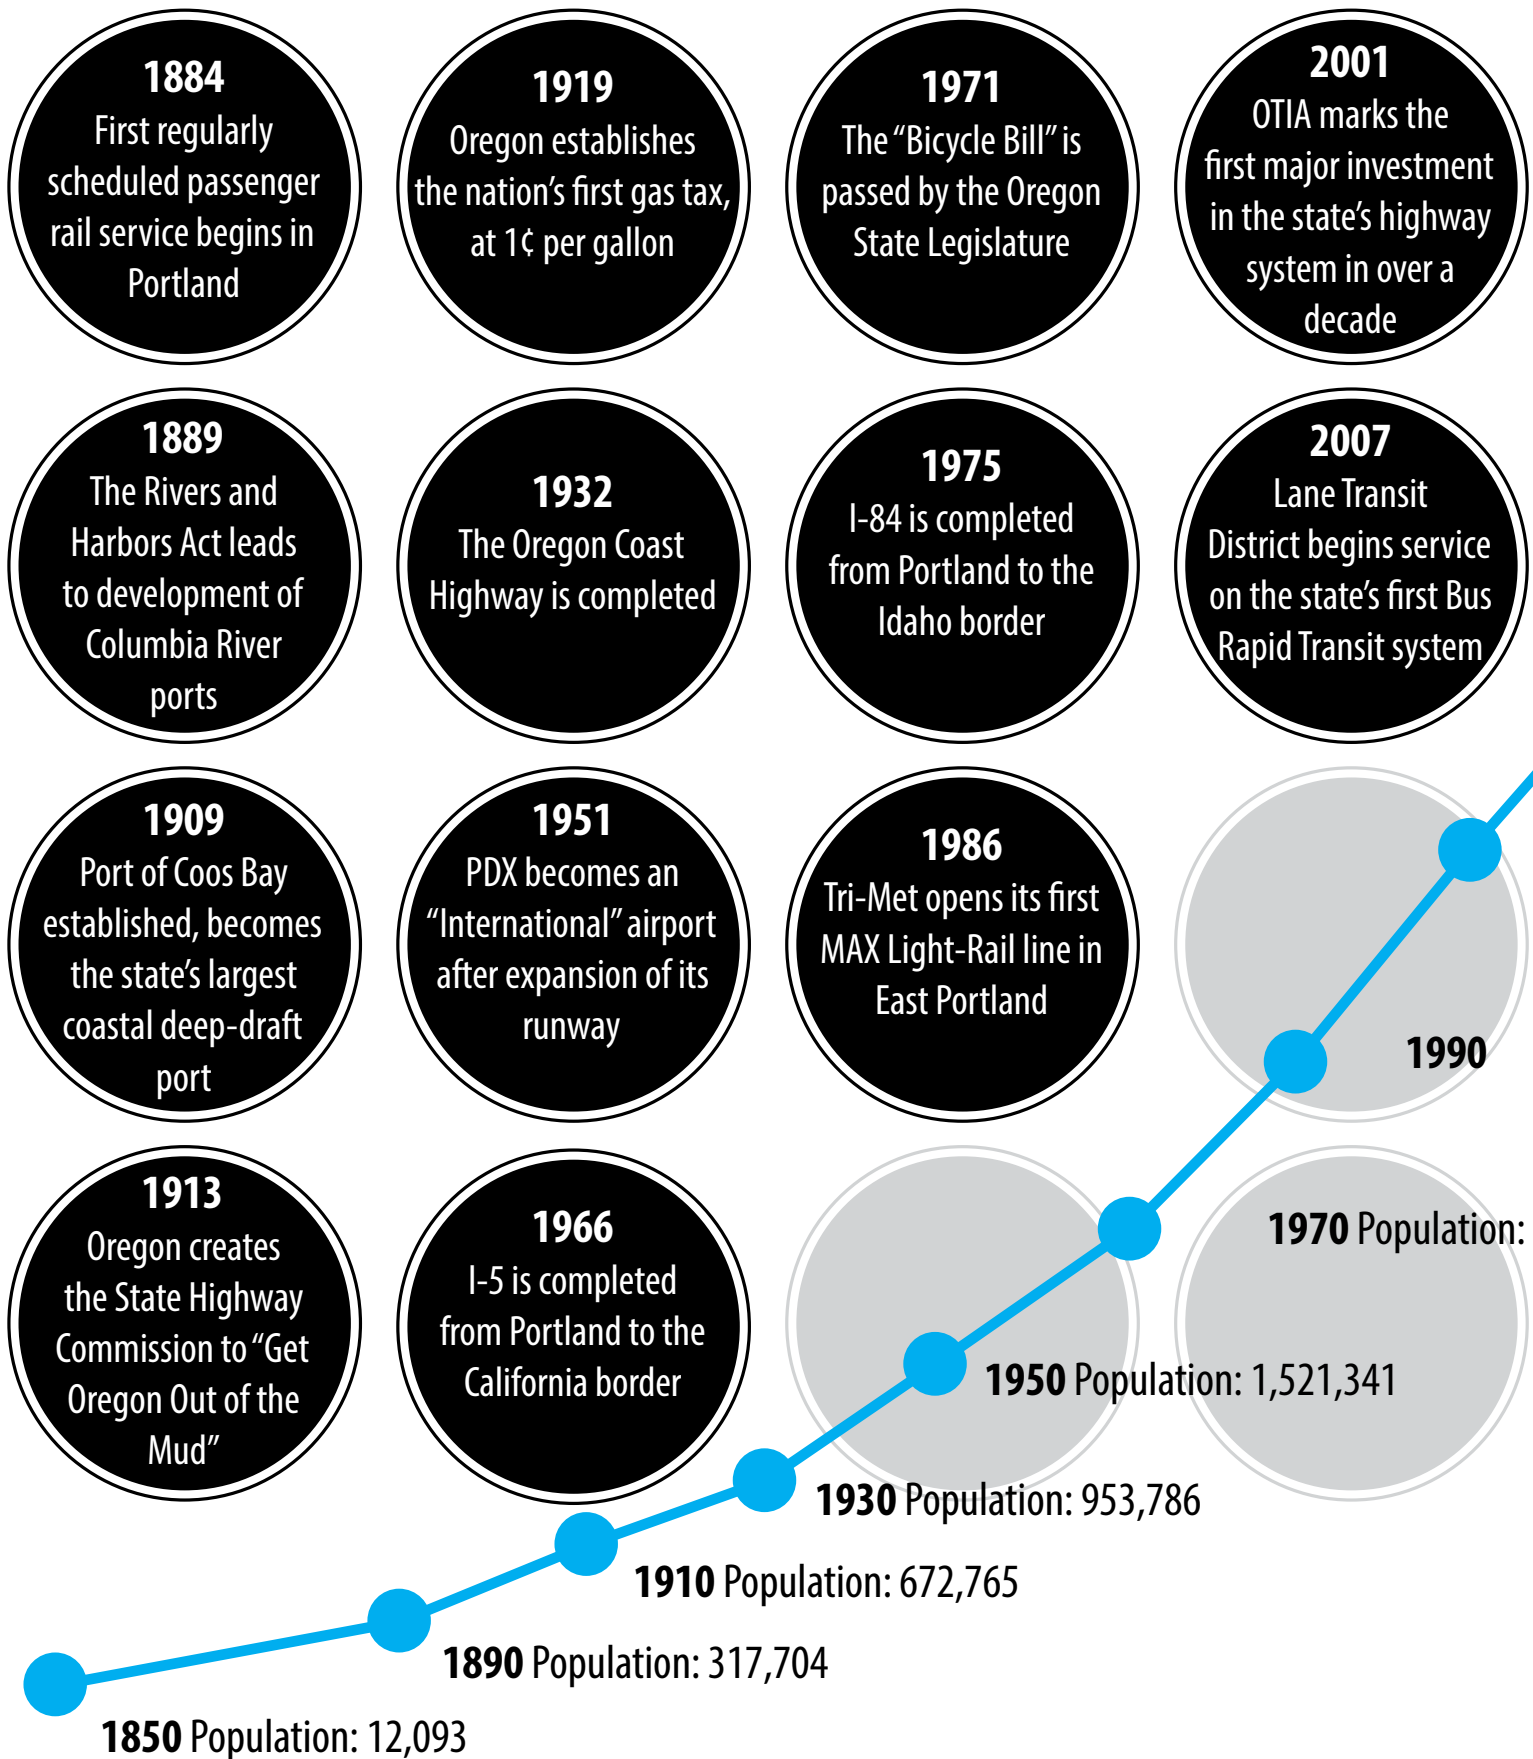 1884
First regularly
scheduled passenger
rail service begins in
Portland
1889
The Rivers and
Harbors Act leads
to development of
Columbia River
ports
1909
Port of Coos Bay
established, becomes
the state’s largest
coastal deep-draft
port
1913
Oregon creates
the State Highway
Commission to “Get
Oregon Out of the
Mud”
1919
Oregon establishes
the nation’s first gas tax,
at 1¢ per gallon
1932
The Oregon Coast
Highway is completed
1951
PDX becomes an
“International” airport
after expansion of its
runway
1966
I-5 is completed
from Portland to the
California border
1971
The “Bicycle Bill” is
passed by the Oregon
State Legislature
1975
I-84 is completed
from Portland to the
Idaho border
1986
Tri-Met opens its first
MAX Light-Rail line in
East Portland
2001
OTIA marks the
first major investment
in the state’s highway
system in over a
decade
2007
Lane Transit
District begins service
on the state’s first Bus
Rapid Transit system
1990
1970 Population:
1950 Population: 1,521,341
1930 Population: 953,786
1910 Population: 672,765
1890 Population: 317,704
1850 Population: 12,093